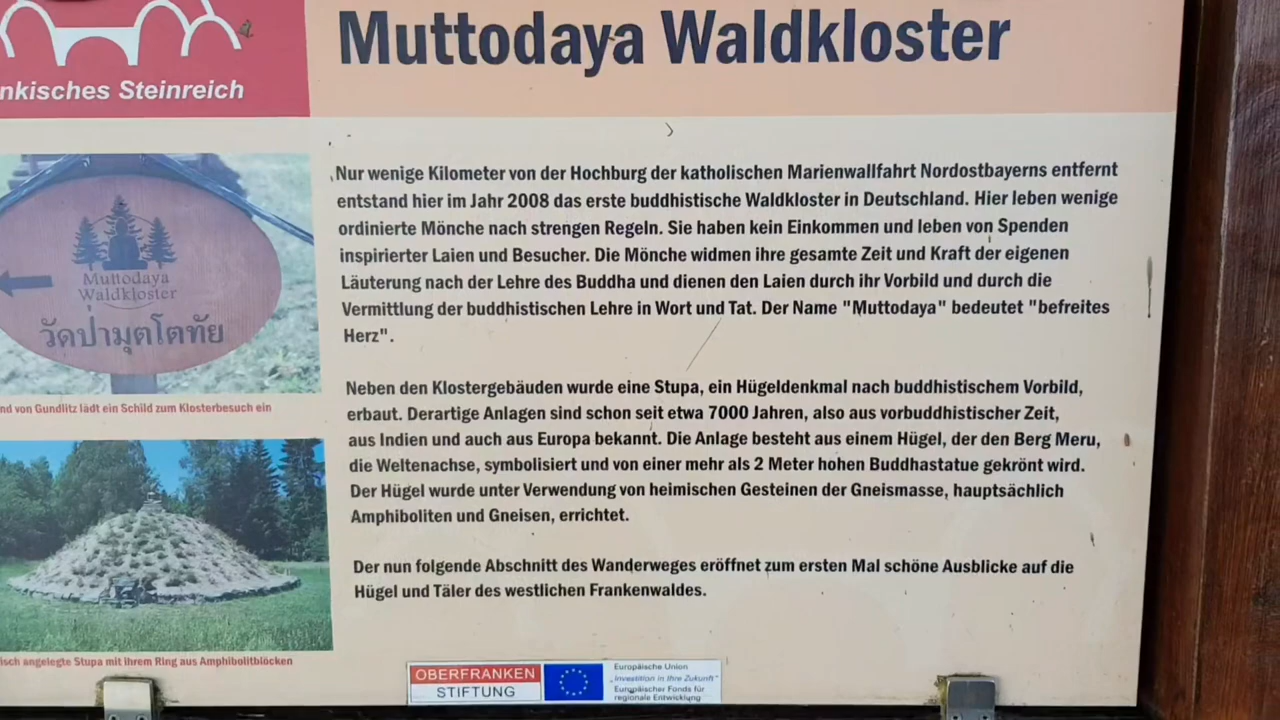 Muttodaya Waldkloster
nkisches Steinreich
Muttodaya
Waldkloster
วัดป่ามุตโตทัย
nd von Gundlitz lädt ein Schild zum Klosterbesuch ein
isch angelegte Stupa mit ihrem Ring aus Amphibolitblöcken
Nur wenige Kilometer von der Hochburg der katholischen Marienwallfahrt Nordostbayerns entfernt
entstand hier im Jahr 2008 das erste buddhistische Waldkloster in Deutschland. Hier leben wenige
ordinierte Mönche nach strengen Regeln. Sie haben kein Einkommen und leben von Spenden
inspirierter Laien und Besucher. Die Mönche widmen ihre gesamte Zeit und Kraft der eigenen
Läuterung nach der Lehre des Buddha und dienen den Laien durch ihr Vorbild und durch die
Vermittlung der buddhistischen Lehre in Wort und Tat. Der Name "Muttodaya" bedeutet "befreites
Herz".
Neben den Klostergebäuden wurde eine Stupa, ein Hügeldenkmal nach buddhistischem Vorbild,
erbaut. Derartige Anlagen sind schon seit etwa 7000 Jahren, also aus vorbuddhistischer Zeit,
aus Indien und auch aus Europa bekannt. Die Anlage besteht aus einem Hügel, der den Berg Meru,
die Weltenachse, symbolisiert und von einer mehr als 2 Meter hohen Buddhastatue gekrönt wird.
Der Hügel wurde unter Verwendung von heimischen Gesteinen der Gneismasse, hauptsächlich
Amphiboliten und Gneisen, errichtet.
Der nun folgende Abschnitt des Wanderweges eröffnet zum ersten Mal schöne Ausblicke auf die
Hügel und Täler des westlichen Frankenwaldes.
OBERFRANKEN
STIFTUNG
Europäische Union
„Investition in Ihre Zukunft"
Europäischer Fonds für
regionale Entwicklung